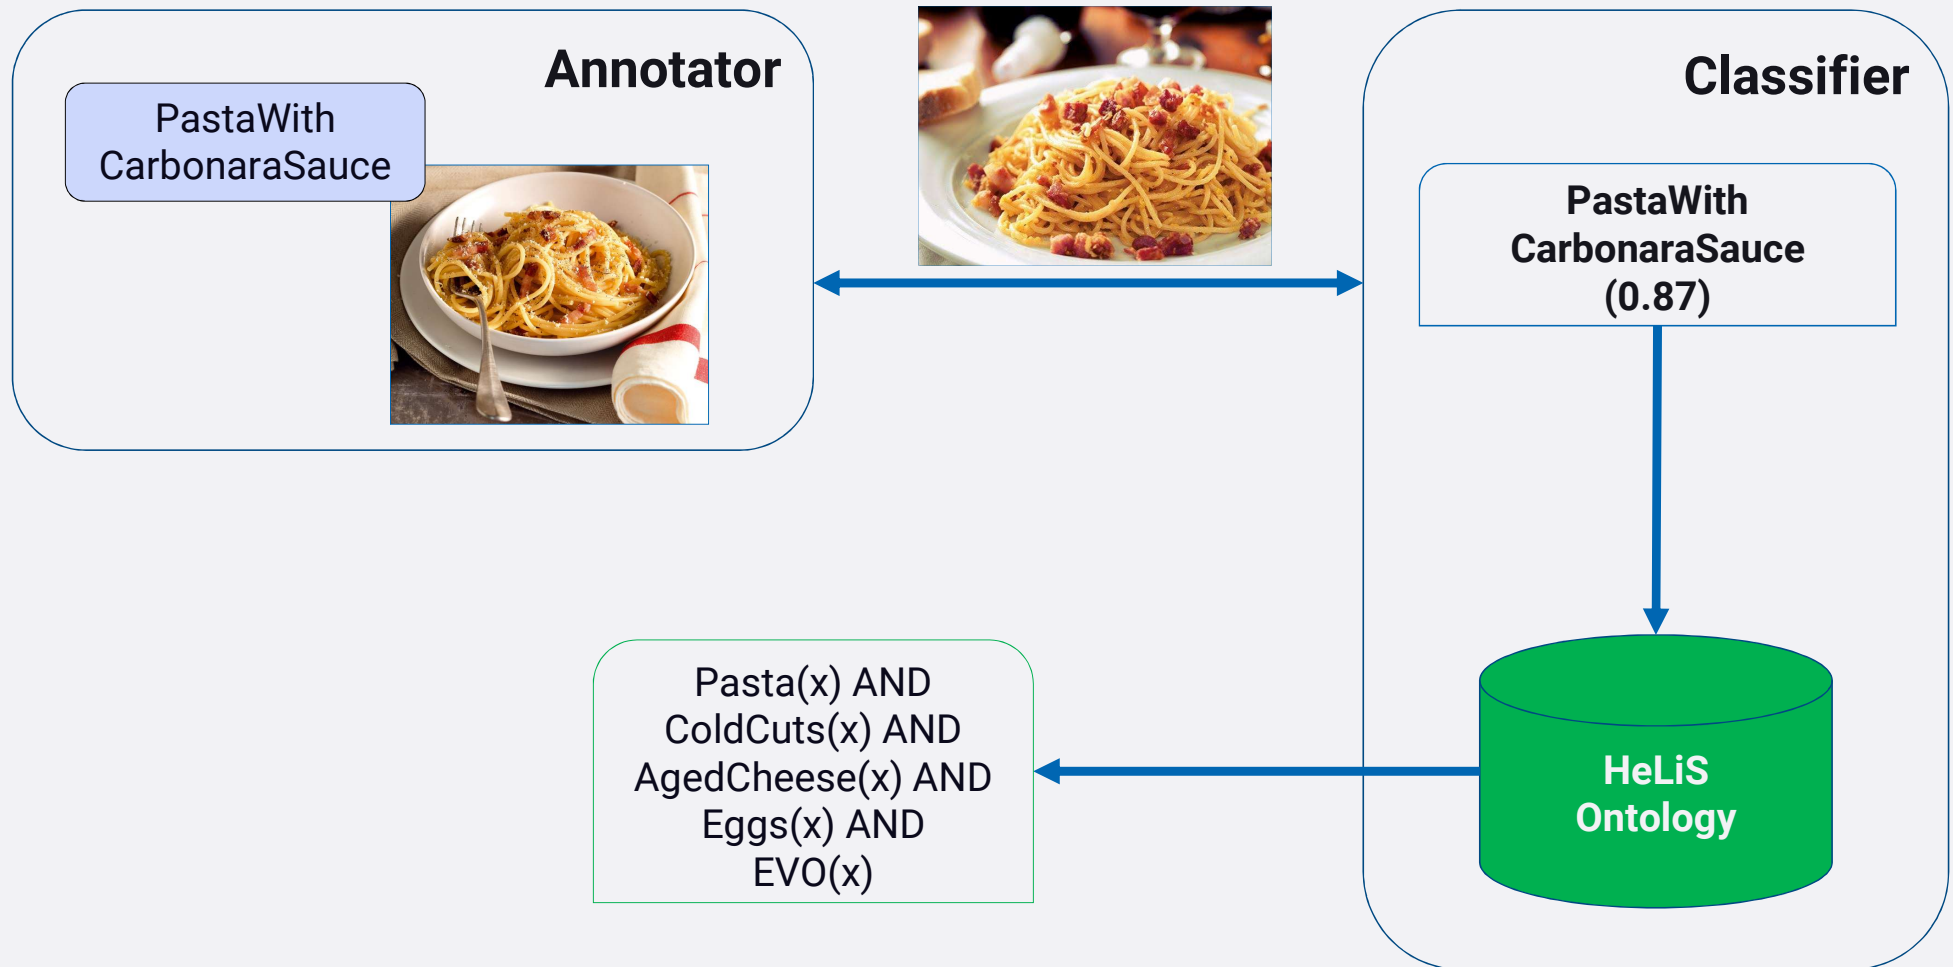 Annotator
PastaWith
CarbonaraSauce
Classifier
PastaWith
CarbonaraSauce
(0.87)
Pasta(x) AND
ColdCuts(x) AND
AgedCheese(x) AND
Eggs(x) AND
EVO(x)
HeLiS
Ontology